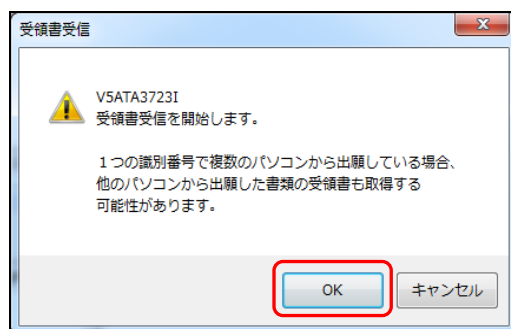 受領書受信
V5ATA3723I
受領書受信を開始します。
１つの識別番号で複数のパソコンから出願している場合、
他のパソコンから出願した書類の受領書も取得する
可能性があります。
OK
キャンセル